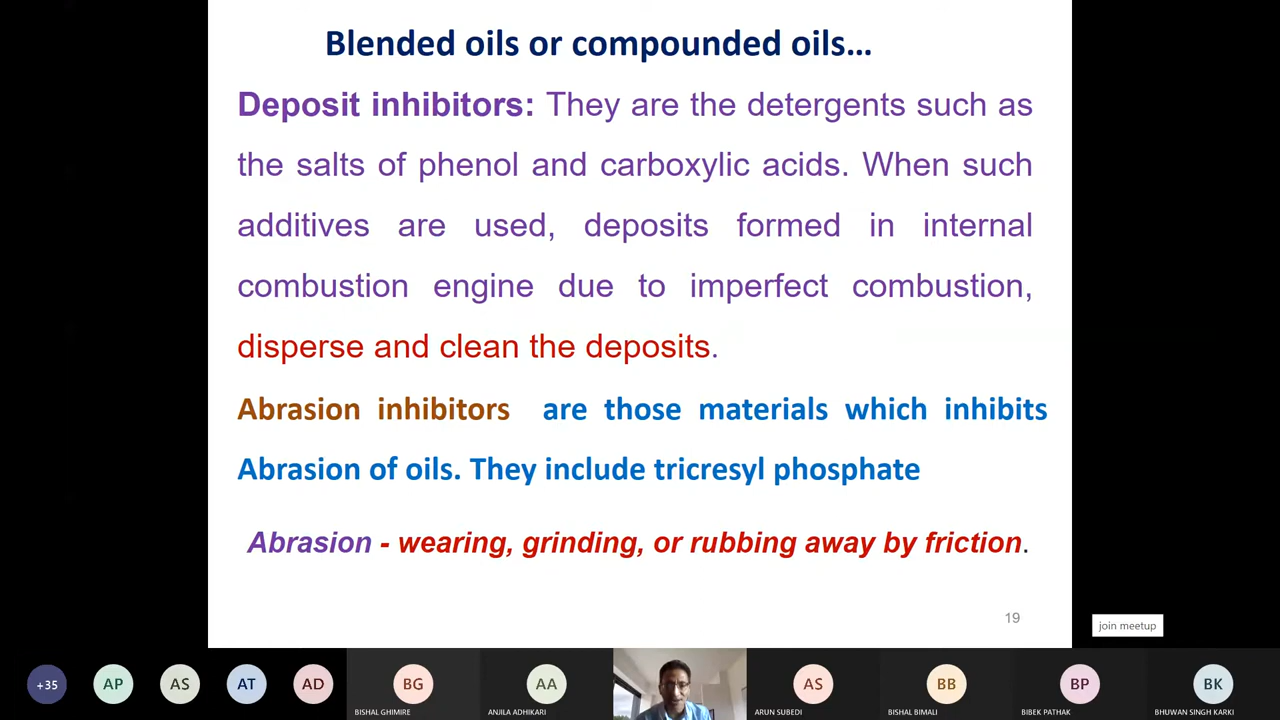 Blended oils or compounded oils…
Deposit inhibitors: They are the detergents such as
the salts of phenol and carboxylic acids. When such
additives are used, deposits formed in internal
combustion engine due to imperfect combustion,
disperse and clean the deposits.
Abrasion inhibitors are those materials which inhibits
Abrasion of oils. They include tricresyl phosphate
Abrasion - wearing, grinding, or rubbing away by friction.
19
join meetup
+35 AP AS AT AD BG AA AS BB BP BK
BISHAL GHIMIRE ANJILA ADHIKARI ARUN SUBEDI BISHAL BIMALI BIBEK PATHAK BHUWAN SINGH KARKI